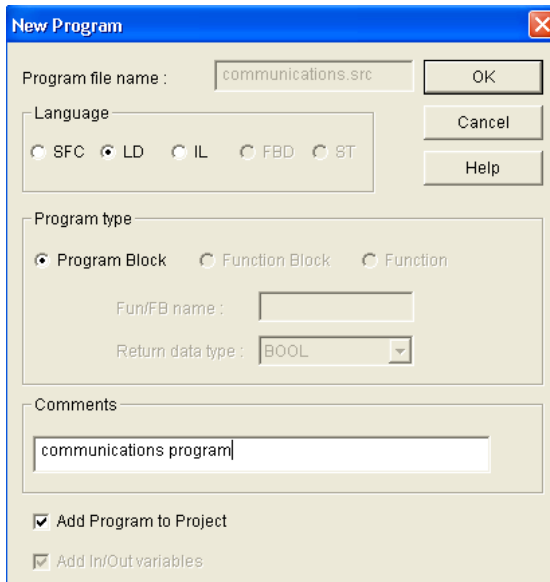 New Program
Program file name : communications.src OK
Language
Cancel
SFC LD IL FBD ST
Help
Program type
Program Block Function Block Function
Fun/FB name :
Return data type : BOOL
Comments
communications program
Add Program to Project
Add In/Out variables